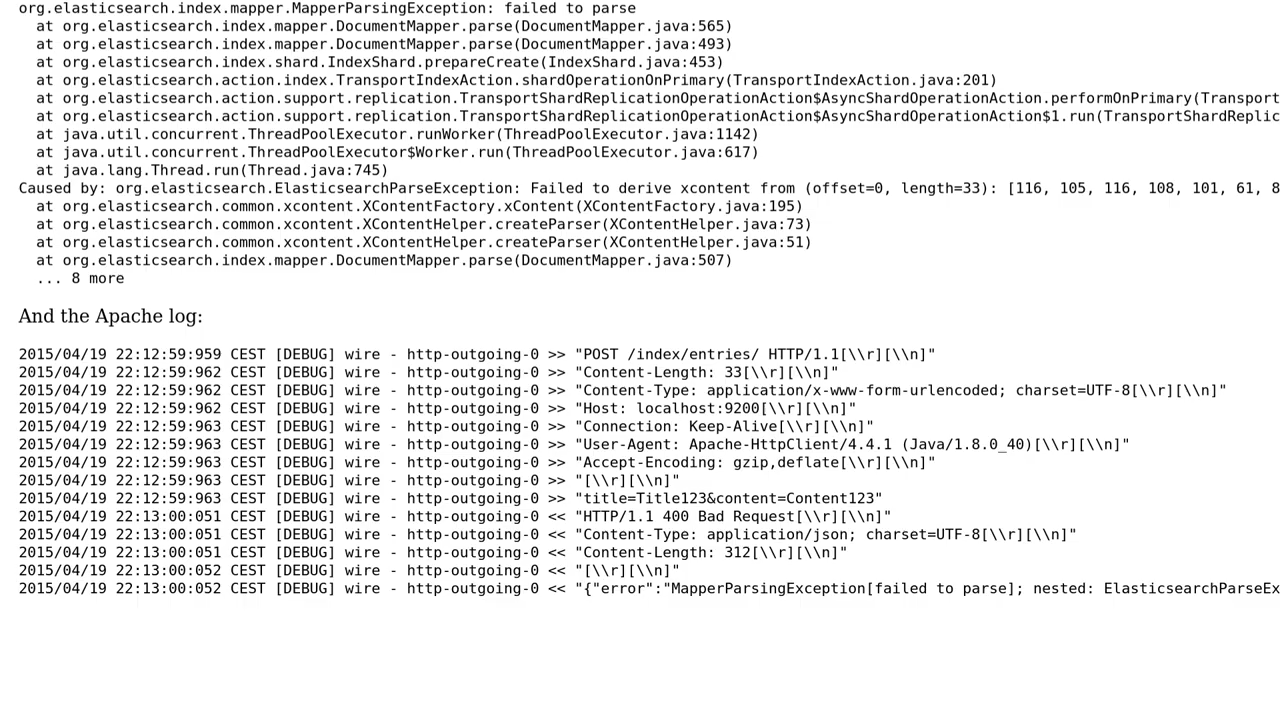 org.elasticsearch.index.mapper.MapperParsingException: failed to parse
at org.elasticsearch.index.mapper.DocumentMapper.parse(DocumentMapper.java:565)
at org.elasticsearch.index.mapper.DocumentMapper.parse(DocumentMapper.java:493)
at org.elasticsearch.index.shard.IndexShard.prepareCreate(IndexShard.java:453)
at org.elasticsearch.action.index.TransportIndexAction.shardOperationOnPrimary(TransportIndexAction.java:201)
at org.elasticsearch.action.support.replication.TransportShardReplicationOperationAction$AsyncShardOperationAction.performOnPrimary(Transport
at org.elasticsearch.action.support.replication.TransportShardReplicationOperationAction$AsyncShardOperationAction$1.run(TransportShardReplic
at java.util.concurrent.ThreadPoolExecutor.runWorker(ThreadPoolExecutor.java:1142)
at java.util.concurrent.ThreadPoolExecutor$Worker.run(ThreadPoolExecutor.java:617)
at java.lang.Thread.run(Thread.java:745)
Caused by: org.elasticsearch.ElasticsearchParseException: Failed to derive xcontent from (offset=0, length=33): [116, 105, 116, 108, 101, 61, 8
at org.elasticsearch.common.xcontent.XContentFactory.xContent(XContentFactory.java:195)
at org.elasticsearch.common.xcontent.XContentHelper.createParser(XContentHelper.java:73)
at org.elasticsearch.common.xcontent.XContentHelper.createParser(XContentHelper.java:51)
at org.elasticsearch.index.mapper.DocumentMapper.parse(DocumentMapper.java:507)
... 8 more
And the Apache log:
2015/04/19 22:12:59:959 CEST [DEBUG] wire - http-outgoing-0 >> "POST /index/entries/ HTTP/1.1[\\r][\\n]"
2015/04/19 22:12:59:962 CEST [DEBUG] wire - http-outgoing-0 >> "Content-Length: 33[\\r][\\n]"
2015/04/19 22:12:59:962 CEST [DEBUG] wire - http-outgoing-0 >> "Content-Type: application/x-www-form-urlencoded; charset=UTF-8[\\r][\\n]"
2015/04/19 22:12:59:962 CEST [DEBUG] wire - http-outgoing-0 >> "Host: localhost:9200[\\r][\\n]"
2015/04/19 22:12:59:963 CEST [DEBUG] wire - http-outgoing-0 >> "Connection: Keep-Alive[\\r][\\n]"
2015/04/19 22:12:59:963 CEST [DEBUG] wire - http-outgoing-0 >> "User-Agent: Apache-HttpClient/4.4.1 (Java/1.8.0_40)[\\r][\\n]"
2015/04/19 22:12:59:963 CEST [DEBUG] wire - http-outgoing-0 >> "Accept-Encoding: gzip,deflate[\\r][\\n]"
2015/04/19 22:12:59:963 CEST [DEBUG] wire - http-outgoing-0 >> "[\\r][\\n]"
2015/04/19 22:12:59:963 CEST [DEBUG] wire - http-outgoing-0 >> "title=Title123&content=Content123"
2015/04/19 22:13:00:051 CEST [DEBUG] wire - http-outgoing-0 << "HTTP/1.1 400 Bad Request[\\r][\\n]"
2015/04/19 22:13:00:051 CEST [DEBUG] wire - http-outgoing-0 << "Content-Type: application/json; charset=UTF-8[\\r][\\n]"
2015/04/19 22:13:00:051 CEST [DEBUG] wire - http-outgoing-0 << "Content-Length: 312[\\r][\\n]"
2015/04/19 22:13:00:052 CEST [DEBUG] wire - http-outgoing-0 << "[\\r][\\n]"
2015/04/19 22:13:00:052 CEST [DEBUG] wire - http-outgoing-0 << "{"error":"MapperParsingException[failed to parse]; nested: ElasticsearchParseEx